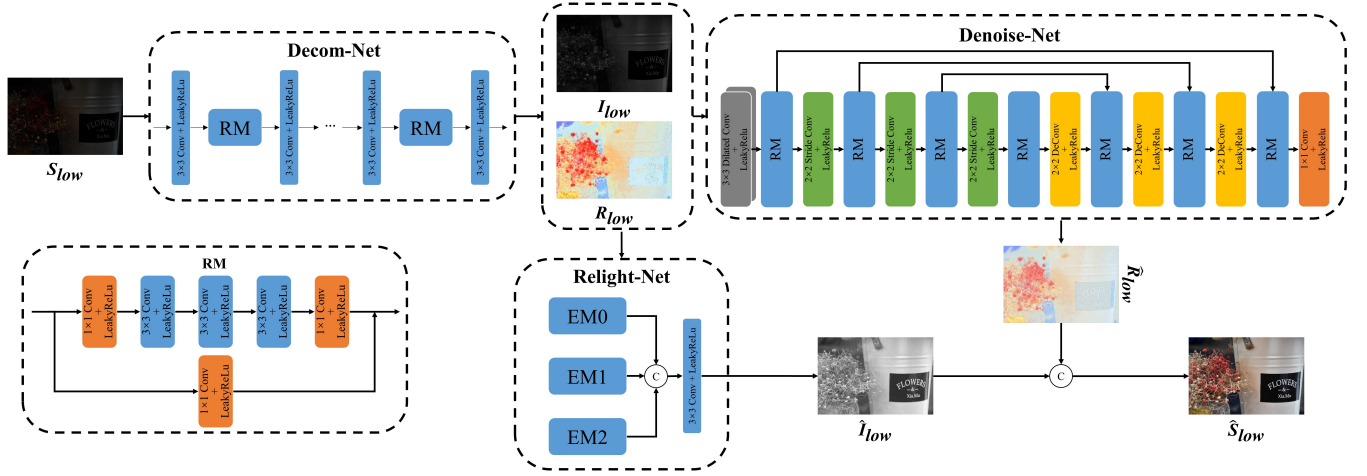 Decom-Net
3×3 Conv + LeakyReLu
RM
3×3 Conv + LeakyReLu
...
3×3 Conv + LeakyReLu
RM
3×3 Conv + LeakyReLu
S_low
I_low
R_low
Denoise-Net
3×3 Dilated Conv
+
LeakyRelu
RM
2×2 Stride Conv
+
LeakyRelu
RM
2×2 Stride Conv
+
LeakyRelu
RM
2×2 Stride Conv
+
LeakyRelu
RM
2×2 DeConv
+
LeakyRelu
RM
2×2 DeConv
+
LeakyRelu
RM
2×2 DeConv
+
LeakyRelu
RM
1×1 Conv
+
LeakyRelu
RM
1×1 Conv
+
LeakyReLu
3×3 Conv
+
LeakyReLu
3×3 Conv
+
LeakyReLu
3×3 Conv
+
LeakyReLu
1×1 Conv
+
LeakyReLu
1×1 Conv
+
LeakyReLu
Relight-Net
EM0
EM1
EM2
C
3×3 Conv + LeakyReLu
R̂_low
FLOWERS
&
Xia.Mu
Î_low
C
FLOWERS
&
Xia.Mu
Ŝ_low